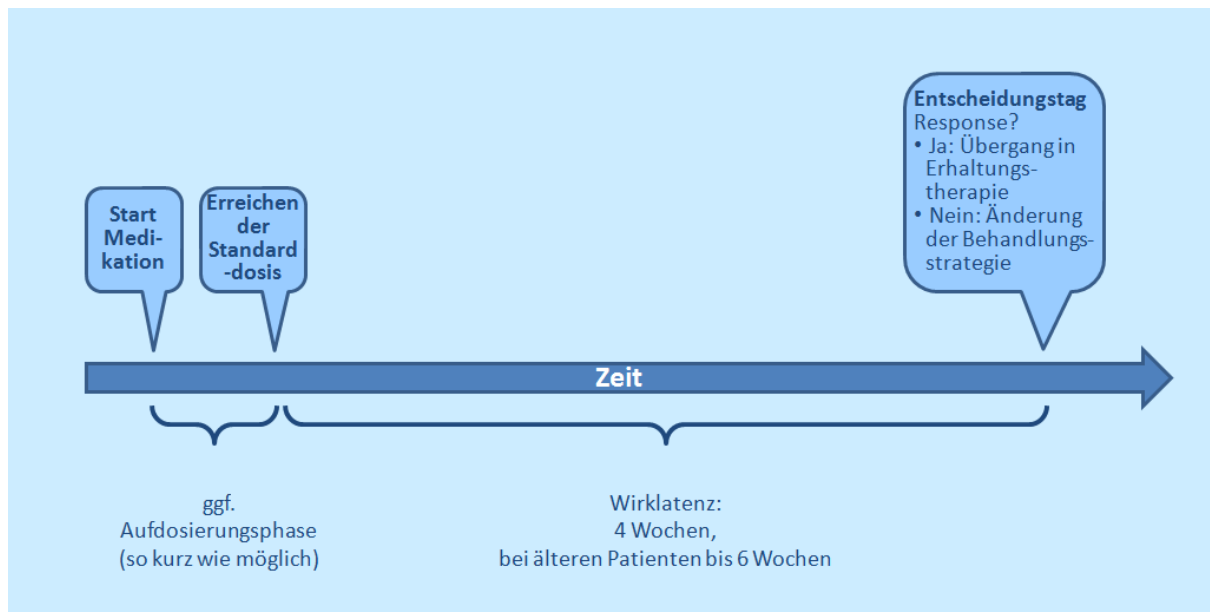 Start
Medi-
kation
Erreichen
der
Standard
-dosis
Entscheidungstag
Response?
• Ja: Übergang in
Erhaltungs-
therapie
• Nein: Änderung
der Behandlungs-
strategie
Zeit
ggf.
Aufdosierungsphase
(so kurz wie möglich)
Wirklatenz:
4 Wochen,
bei älteren Patienten bis 6 Wochen